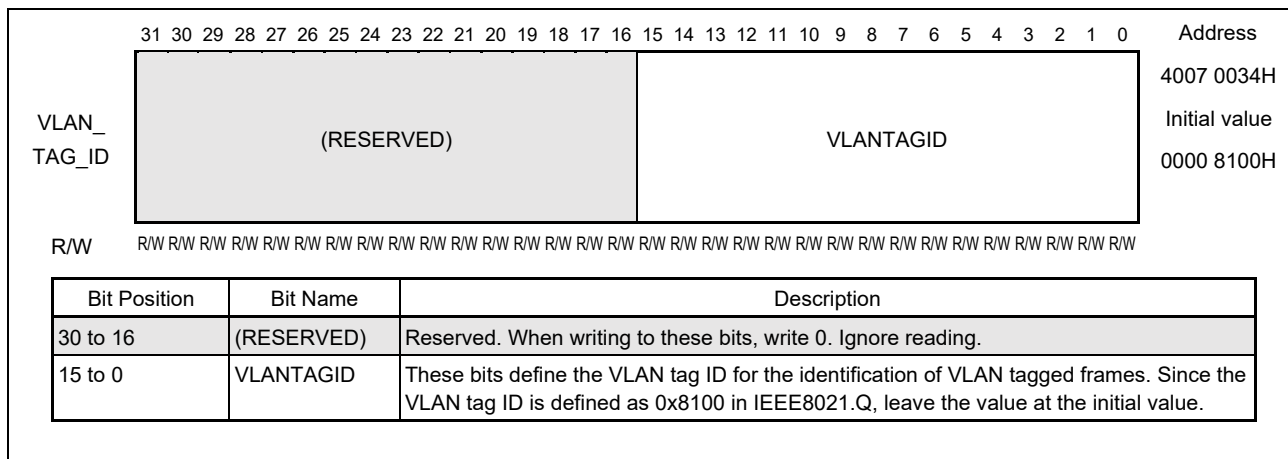 31 30 29 28 27 26 25 24 23 22 21 20 19 18 17 16 15 14 13 12 11 10 9 8 7 6 5 4 3 2 1 0 Address
4007 0034H
VLAN_
TAG_ID
(RESERVED)
VLANTAGID
Initial value
0000 8100H
R/W R/W R/W R/W R/W R/W R/W R/W R/W R/W R/W R/W R/W R/W R/W R/W R/W R/W R/W R/W R/W R/W R/W R/W R/W R/W R/W R/W R/W R/W R/W R/W R/W
Bit Position Bit Name Description
30 to 16 (RESERVED) Reserved. When writing to these bits, write 0. Ignore reading.
15 to 0 VLANTAGID These bits define the VLAN tag ID for the identification of VLAN tagged frames. Since the
VLAN tag ID is defined as 0x8100 in IEEE8021.Q, leave the value at the initial value.